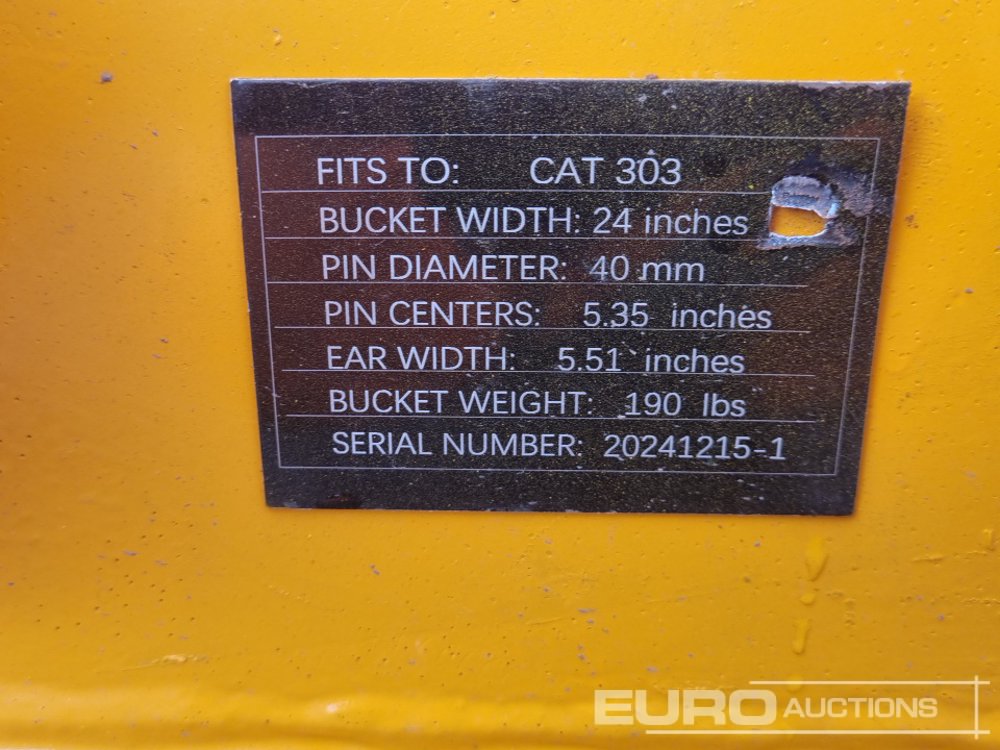 FITS TO: CAT 303
BUCKET WIDTH: 24 inches
PIN DIAMETER: 40 mm
PIN CENTERS: 5.35 inches
EAR WIDTH: 5.51 inches
BUCKET WEIGHT: 190 lbs
SERIAL NUMBER: 20241215-1
EURO AUCTIONS